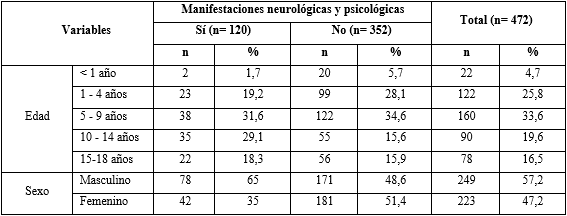 Variables Manifestaciones neurológicas y psicológicas Total (n= 472)
Sí (n= 120) No (n= 352)
n % n % n %
Edad
< 1 año 2 1,7 20 5,7 22 4,7
1 - 4 años 23 19,2 99 28,1 122 25,8
5 - 9 años 38 31,6 122 34,6 160 33,6
10 - 14 años 35 29,1 55 15,6 90 19,6
15-18 años 22 18,3 56 15,9 78 16,5
Sexo
Masculino 78 65 171 48,6 249 57,2
Femenino 42 35 181 51,4 223 47,2